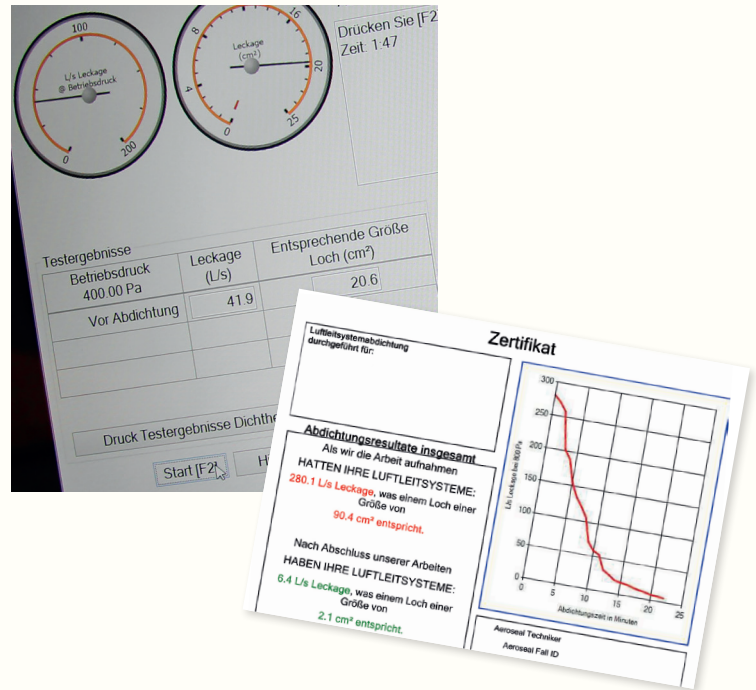 100
L/s Leckage
@ Betriebsdruck
0
200
8
16
Leckage
(cm²)
4
20
0
25
Drücken Sie [F2
Zeit: 1:47
Testergebnisse
Betriebsdruck
400.00 Pa
Leckage
(L/s)
Entsprechende Größe
Loch (cm²)
Vor Abdichtung
41.9
20.6
Druck Testergebnisse Dichthe
Start [F2]
Zertifikat
Luftleitsystemabdichtung
durchgeführt für:
Abdichtungsresultate insgesamt
Als wir die Arbeit aufnahmen
HATTEN IHRE LUFTLEITSYSTEME:
280.1 L/s Leckage, was einem Loch einer
Größe von
90.4 cm² entspricht.
Nach Abschluss unserer Arbeiten
HABEN IHRE LUFTLEITSYSTEME:
6.4 L/s Leckage, was einem Loch einer
Größe von
2.1 cm² entspricht.
300
250
200
150
100
50
0
L/s Leckage bei 800 Pa
0
5
10
15
20
25
Abdichtungszeit in Minuten
Aeroseal Techniker
Aeroseal Fall ID